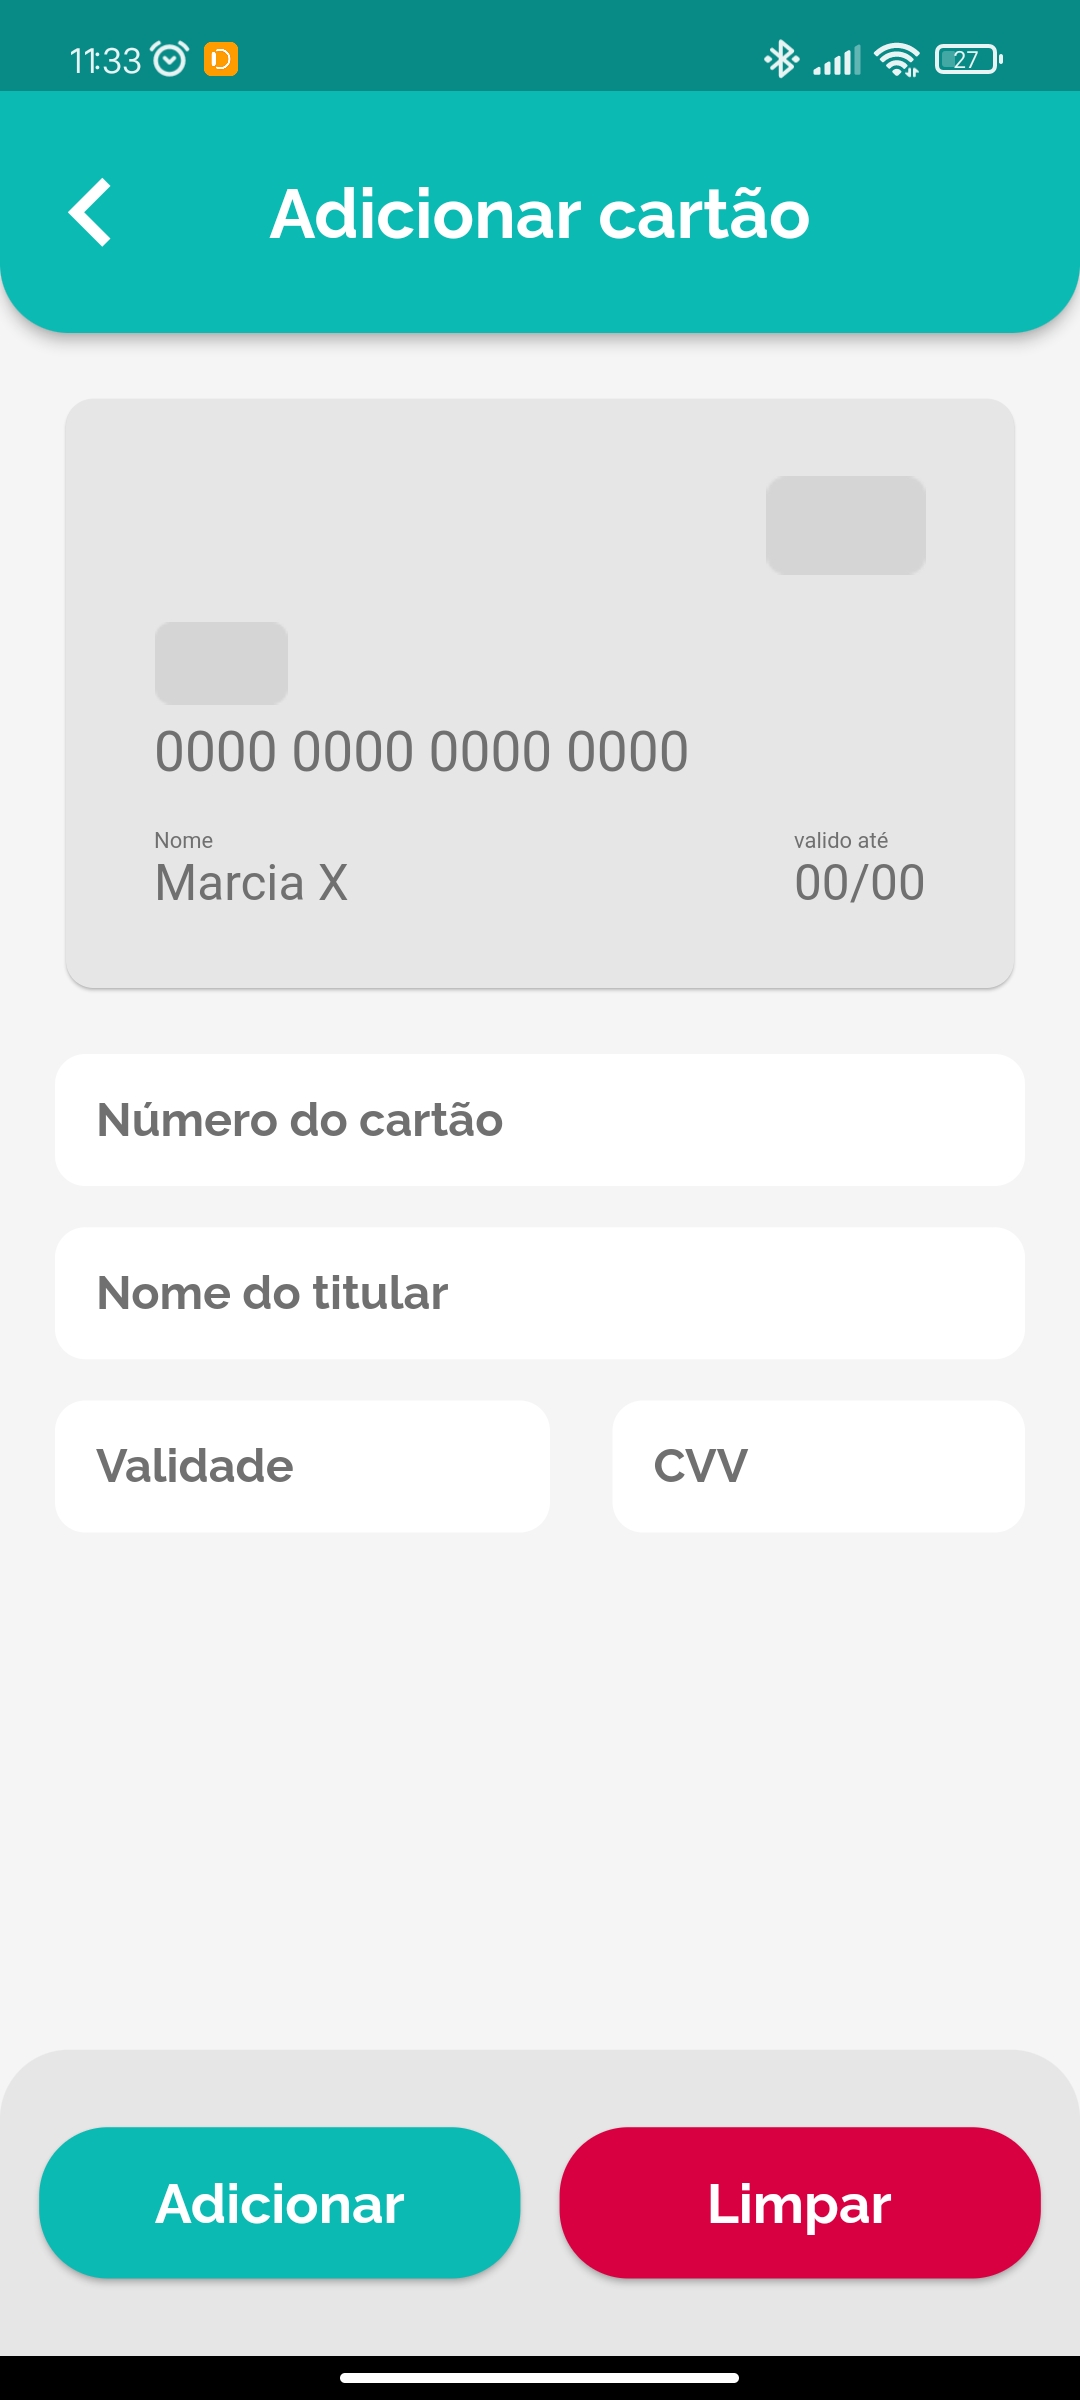 11:33
27
Adicionar cartão
0000 0000 0000 0000
Nome
valido até
Marcia X
00/00
Número do cartão
Nome do titular
Validade
CVV
Adicionar
Limpar